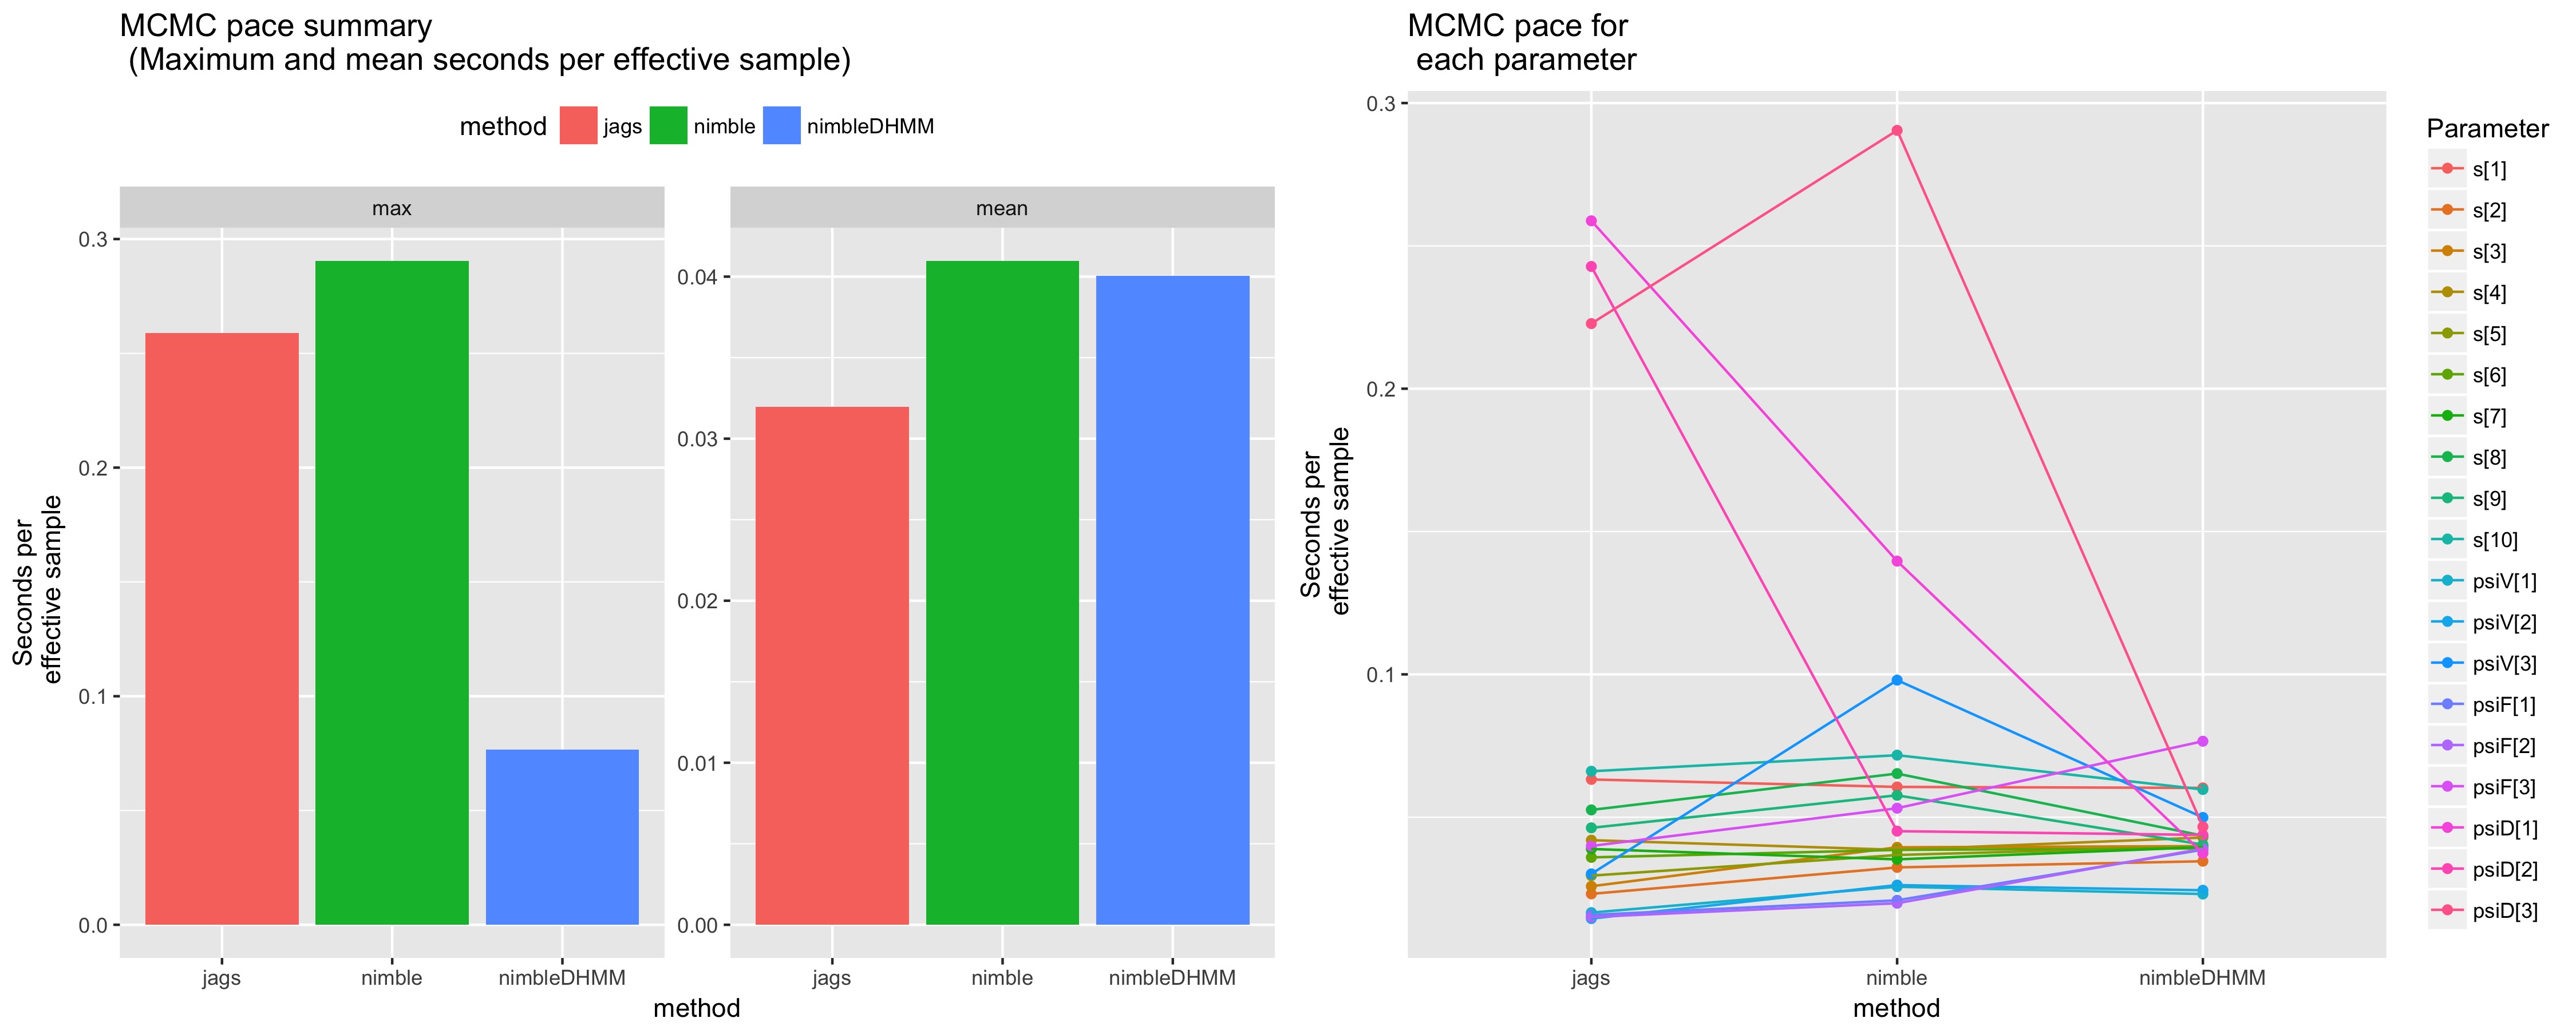 MCMC pace summary
(Maximum and mean seconds per effective sample)
method jags nimble nimbleDHMM
max
mean
Seconds per
effective sample
0.3
0.2
0.1
0.0
0.04
0.03
0.02
0.01
0.00
jags nimble nimbleDHMM
jags nimble nimbleDHMM
method
MCMC pace for
each parameter
Seconds per
effective sample
0.3
0.2
0.1
jags nimble nimbleDHMM
method
Parameter
s[1]
s[2]
s[3]
s[4]
s[5]
s[6]
s[7]
s[8]
s[9]
s[10]
psiV[1]
psiV[2]
psiV[3]
psiF[1]
psiF[2]
psiF[3]
psiD[1]
psiD[2]
psiD[3]